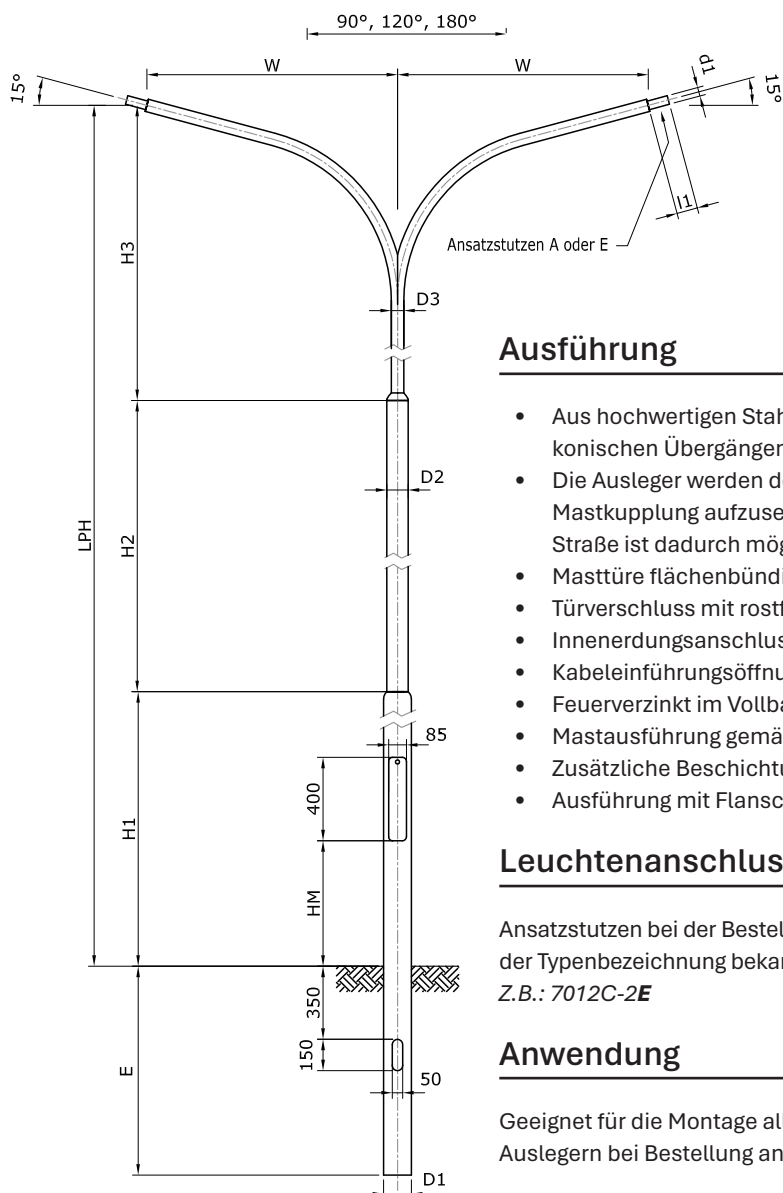 90°, 120°, 180°
W
W
d1
15°
15°
l1
Ansatzstutzen A oder E
H3
D3
D2
LPH
H2
85
400
H1
HM
350
150
50
E
D1
Ausführung
• Aus hochwertigen Stah
konischen Übergänger
• Die Ausleger werden d
Mastkupplung aufzuse
Straße ist dadurch mög
• Masttüre flächenbündi
• Türverschluss mit rostf
• Innenerdungsanschlus
• Kabeleinführungsöffnu
• Feuerverzinkt im Vollba
• Mastausführung gemä
• Zusätzliche Beschichtu
• Ausführung mit Flansc
Leuchtenanschlus
Ansatzstutzen bei der Bestel
der Typenbezeichnung bekar
Z.B.: 7012C-2E
Anwendung
Geeignet für die Montage al
Auslegern bei Bestellung an